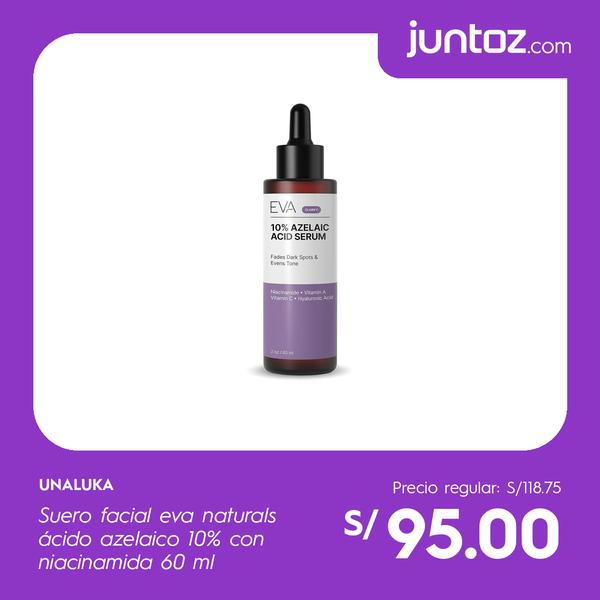 juntoz.com
EVA CLARIFY
10% AZELAIC
ACID SERUM
Fades Dark Spots &
Evens Tone
Niacinamide • Vitamin A
Vitamin C • Hyaluronic Acid
2 oz / 60 ml
UNALUKA
Suero facial eva naturals
ácido azelaico 10% con
niacinamida 60 ml
Precio regular: S/118.75
S/95.00